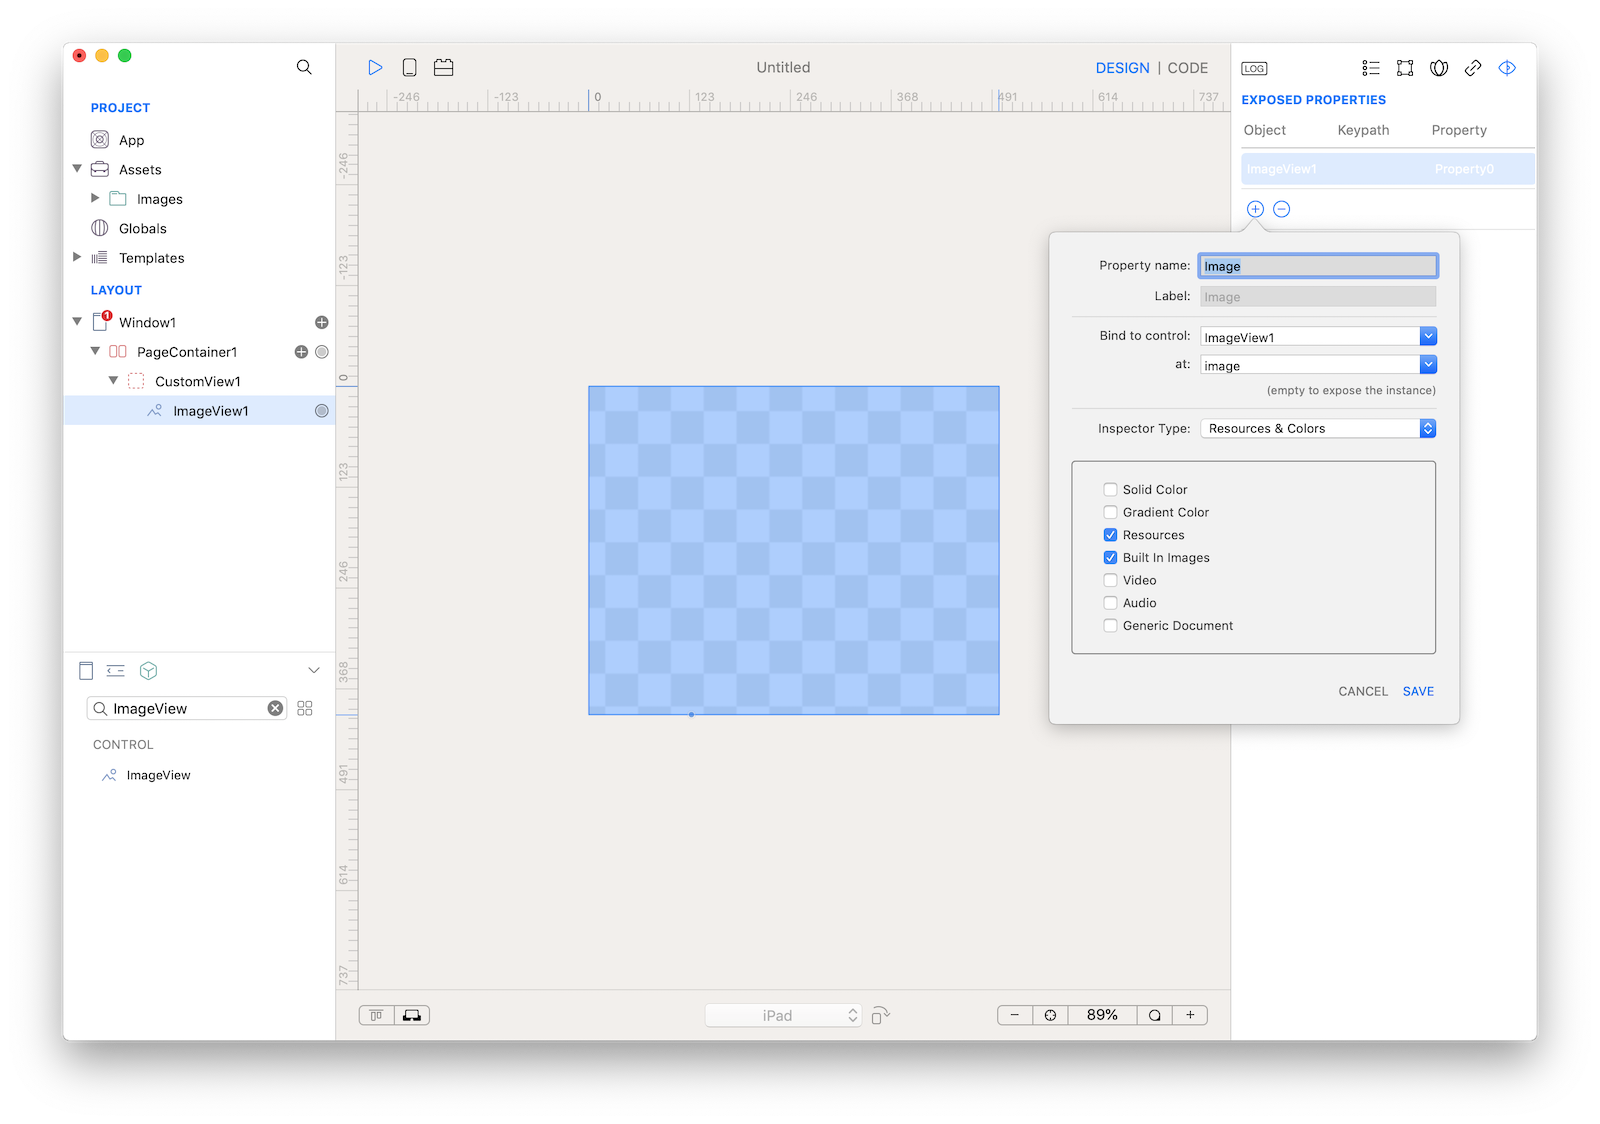 Untitled
DESIGN | CODE
LOG
PROJECT
App
Assets
Images
Globals
Templates
LAYOUT
1
Window1
PageContainer1
CustomView1
ImageView1
ImageView
CONTROL
ImageView
-246 -123 0 123 246 368 491 614 737
-246
-123
0
123
246
368
491
614
737
iPad
89%
EXPOSED PROPERTIES
Object Keypath Property
ImageView1 Property0
Property name: Image
Label: Image
Bind to control: ImageView1
at: image
(empty to expose the instance)
Inspector Type: Resources & Colors
Solid Color
Gradient Color
Resources
Built In Images
Video
Audio
Generic Document
CANCEL SAVE